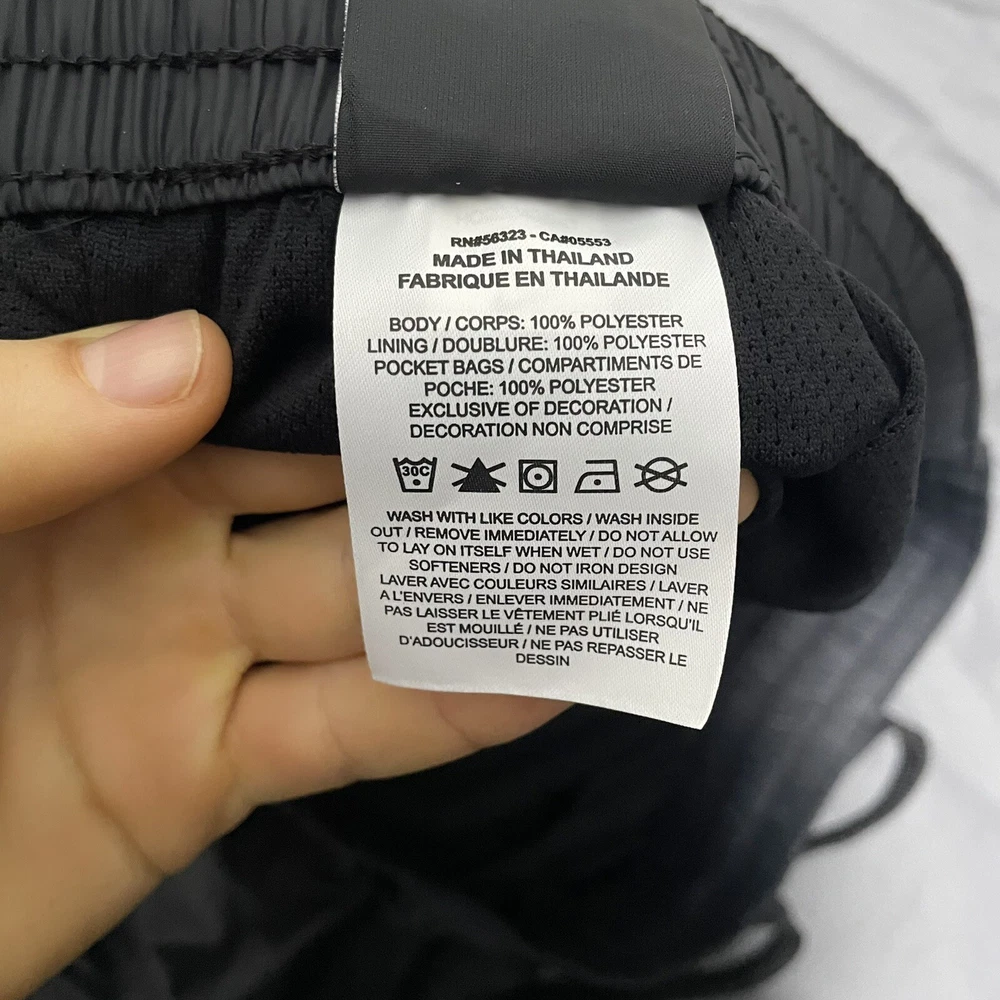 RN#56323 - CA#05553
MADE IN THAILAND
FABRIQUE EN THAILANDE
BODY / CORPS: 100% POLYESTER
LINING / DOUBLURE: 100% POLYESTER
POCKET BAGS / COMPARTIMENTS DE
POCHE: 100% POLYESTER
EXCLUSIVE OF DECORATION /
DECORATION NON COMPRISE
30C
WASH WITH LIKE COLORS / WASH INSIDE
OUT / REMOVE IMMEDIATELY / DO NOT ALLOW
TO LAY ON ITSELF WHEN WET / DO NOT USE
SOFTENERS / DO NOT IRON DESIGN
LAVER AVEC COULEURS SIMILAIRES / LAVER
A L'ENVERS / ENLEVER IMMEDIATEMENT / NE
PAS LAISSER LE VÊTEMENT PLIÉ LORSQU'IL
EST MOUILLÉ / NE PAS UTILISER
D'ADOUCISSEUR / NE PAS REPASSER LE
DESSIN